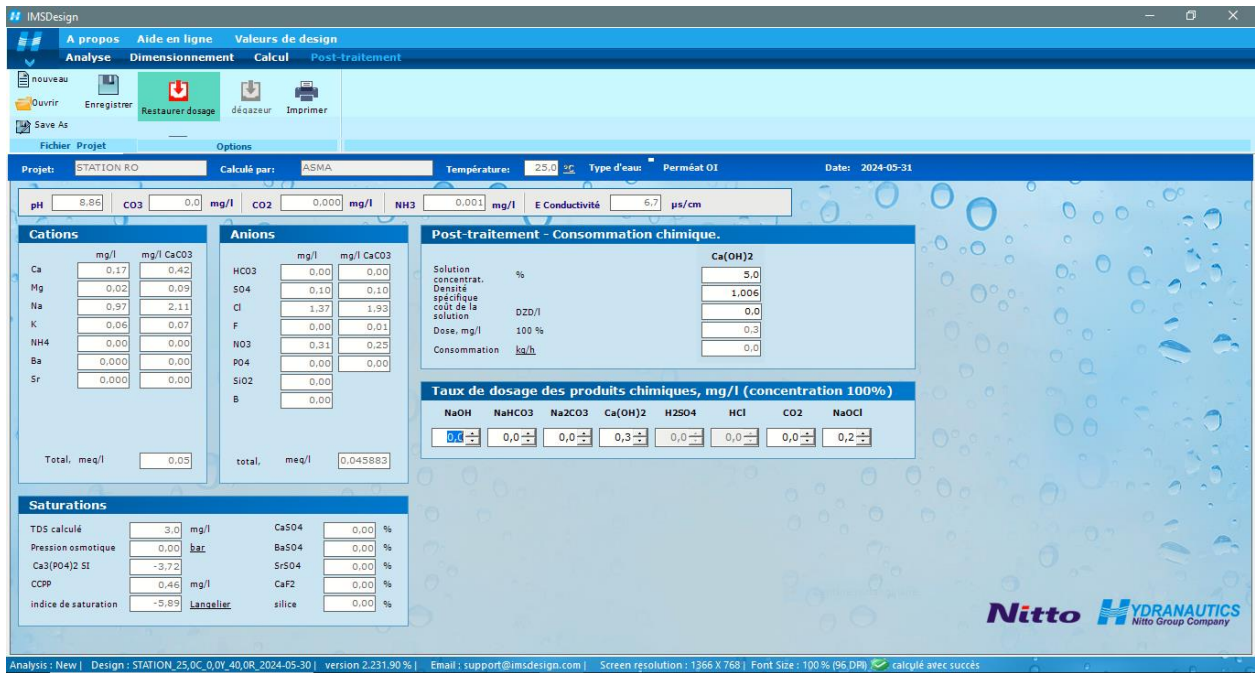 IMSDesign
A propos Aide en ligne Valeurs de design
Analyse Dimensionnement Calcul Post-traitement
nouveau
Ouvrir
Save As
Enregistrer
Restaurer dosage
dégazeur
Imprimer
Fichier Projet Options
Projet: STATION RO Calculé par: ASMA Température: 25,0 °C Type d'eau: Perméat OI Date: 2024-05-31
pH 8,86 CO3 0,0 mg/l CO2 0,000 mg/l NH3 0,001 mg/l E Conductivité 6,7 µs/cm
Cations
mg/l mg/l CaCO3
Ca 0,17 0,42
Mg 0,02 0,09
Na 0,97 2,11
K 0,06 0,07
NH4 0,00 0,00
Ba 0,000 0,00
Sr 0,000 0,00
Total, meq/l 0,05
Anions
mg/l mg/l CaCO3
HCO3 0,00 0,00
SO4 0,10 0,10
Cl 1,37 1,93
F 0,00 0,01
NO3 0,31 0,25
PO4 0,00 0,00
SiO2 0,00
B 0,00
total, meq/l 0,045883
Post-traitement - Consommation chimique.
Ca(OH)2
Solution
concentrat. % 5,0
Densité
spécifique 1,006
coût de la
solution DZD/l 0,0
Dose, mg/l 100 % 0,3
Consommation kg/h 0,0
Taux de dosage des produits chimiques, mg/l (concentration 100%)
NaOH NaHCO3 Na2CO3 Ca(OH)2 H2SO4 HCl CO2 NaOCl
0,0 0,0 0,0 0,3 0,0 0,0 0,0 0,2
Saturations
TDS calculé 3,0 mg/l CaSO4 0,00 %
Pression osmotique 0,00 bar BaSO4 0,00 %
Ca3(PO4)2 SI -3,72 SrSO4 0,00 %
CCPP 0,46 mg/l CaF2 0,00 %
indice de saturation -5,89 Langelier silice 0,00 %
Nitto HYDRANAUTICS
Nitto Group Company
Analysis : New | Design : STATION_25,0C_0,0Y_40,0R_2024-05-30 | version 2.231.90 % | Email : support@imsdesign.com | Screen resolution : 1366 X 768 | Font Size : 100 % (96 DPI) calculé avec succès